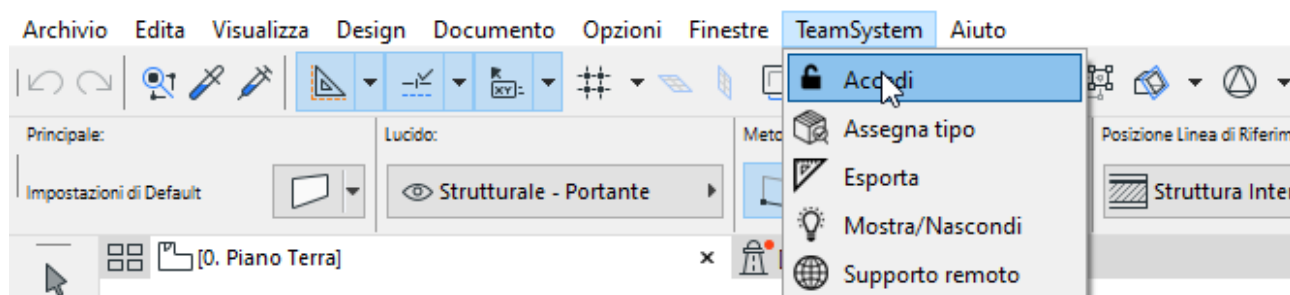 Archivio Edita Visualizza Design Documento Opzioni Finestre TeamSystem Aiuto
XY:
Accedi
Principale:
Lucido:
Assegna tipo
Posizione Linea di Riferim
Impostazioni di Default
Strutturale - Portante
Esporta
Struttura Inter
Mostra/Nascondi
[0. Piano Terra]
Supporto remoto